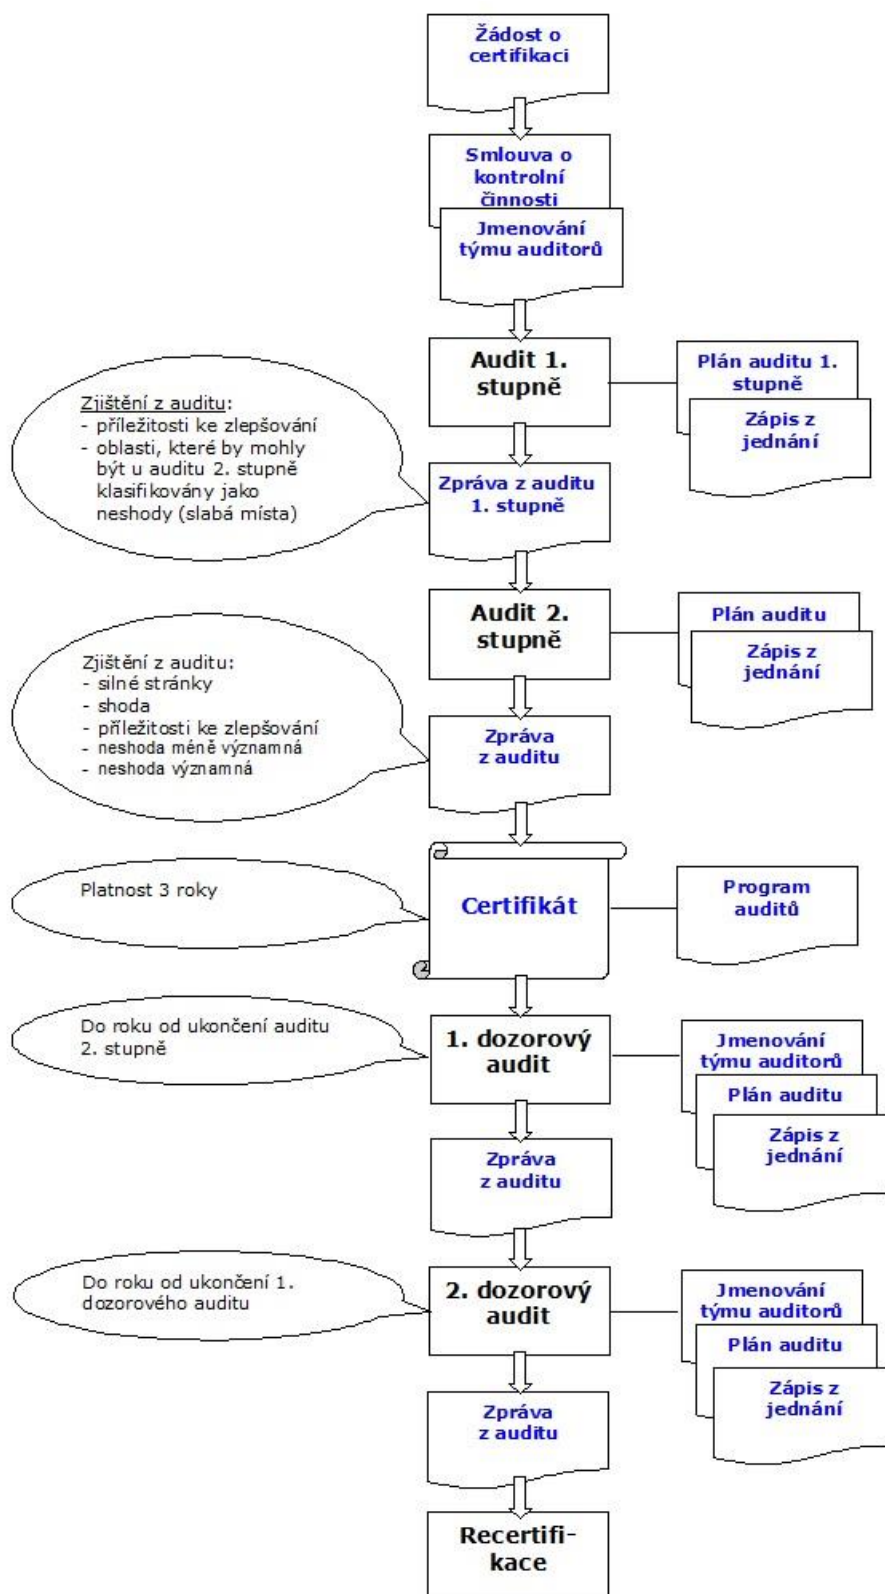 Žádost o
certifikaci
Smlouva o
kontrolní
činnosti
Jmenování
týmu auditorů
Audit 1.
stupně
Plán auditu 1.
stupně
Zápis z
jednání
Zjištění z auditu:
- příležitosti ke zlepšování
- oblasti, které by mohly
být u auditu 2. stupně
klasifikovány jako
neshody (slabá místa)
Zpráva z auditu
1. stupně
Audit 2.
stupně
Plán auditu
Zápis z
jednání
Zjištění z auditu:
- silné stránky
- shoda
- příležitosti ke zlepšování
- neshoda méně významná
- neshoda významná
Zpráva
z auditu
Platnost 3 roky
Certifikát
Program
auditů
Do roku od ukončení auditu
2. stupně
1. dozorový
audit
Jmenování
týmu auditorů
Plán auditu
Zápis z
jednání
Zpráva
z auditu
Do roku od ukončení 1.
dozorového auditu
2. dozorový
audit
Jmenování
týmu auditorů
Plán auditu
Zápis z
jednání
Zpráva
z auditu
Recertifi-
kace